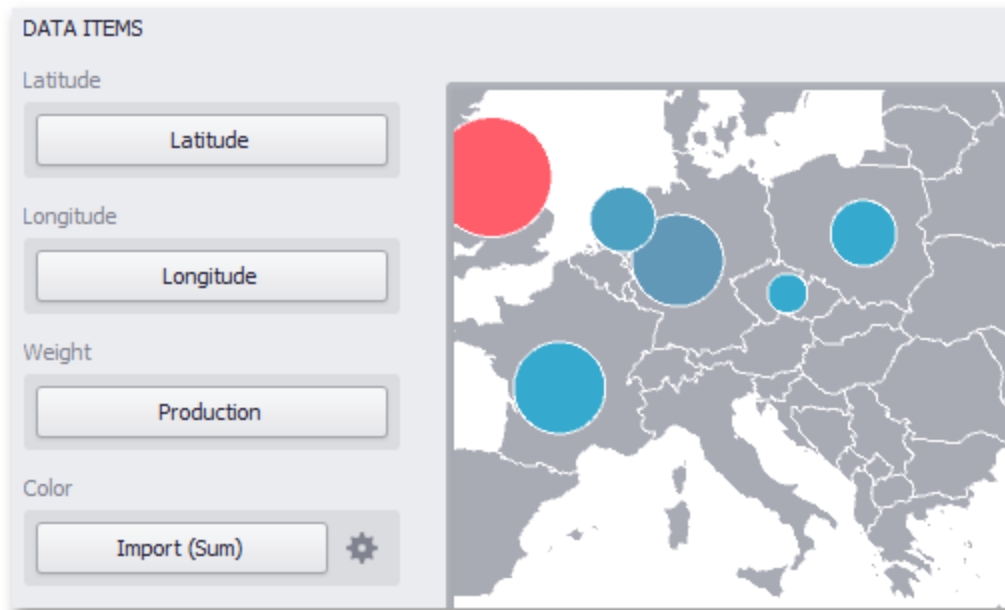 DATA ITEMS
Latitude
Latitude
Longitude
Longitude
Weight
Production
Color
Import (Sum)